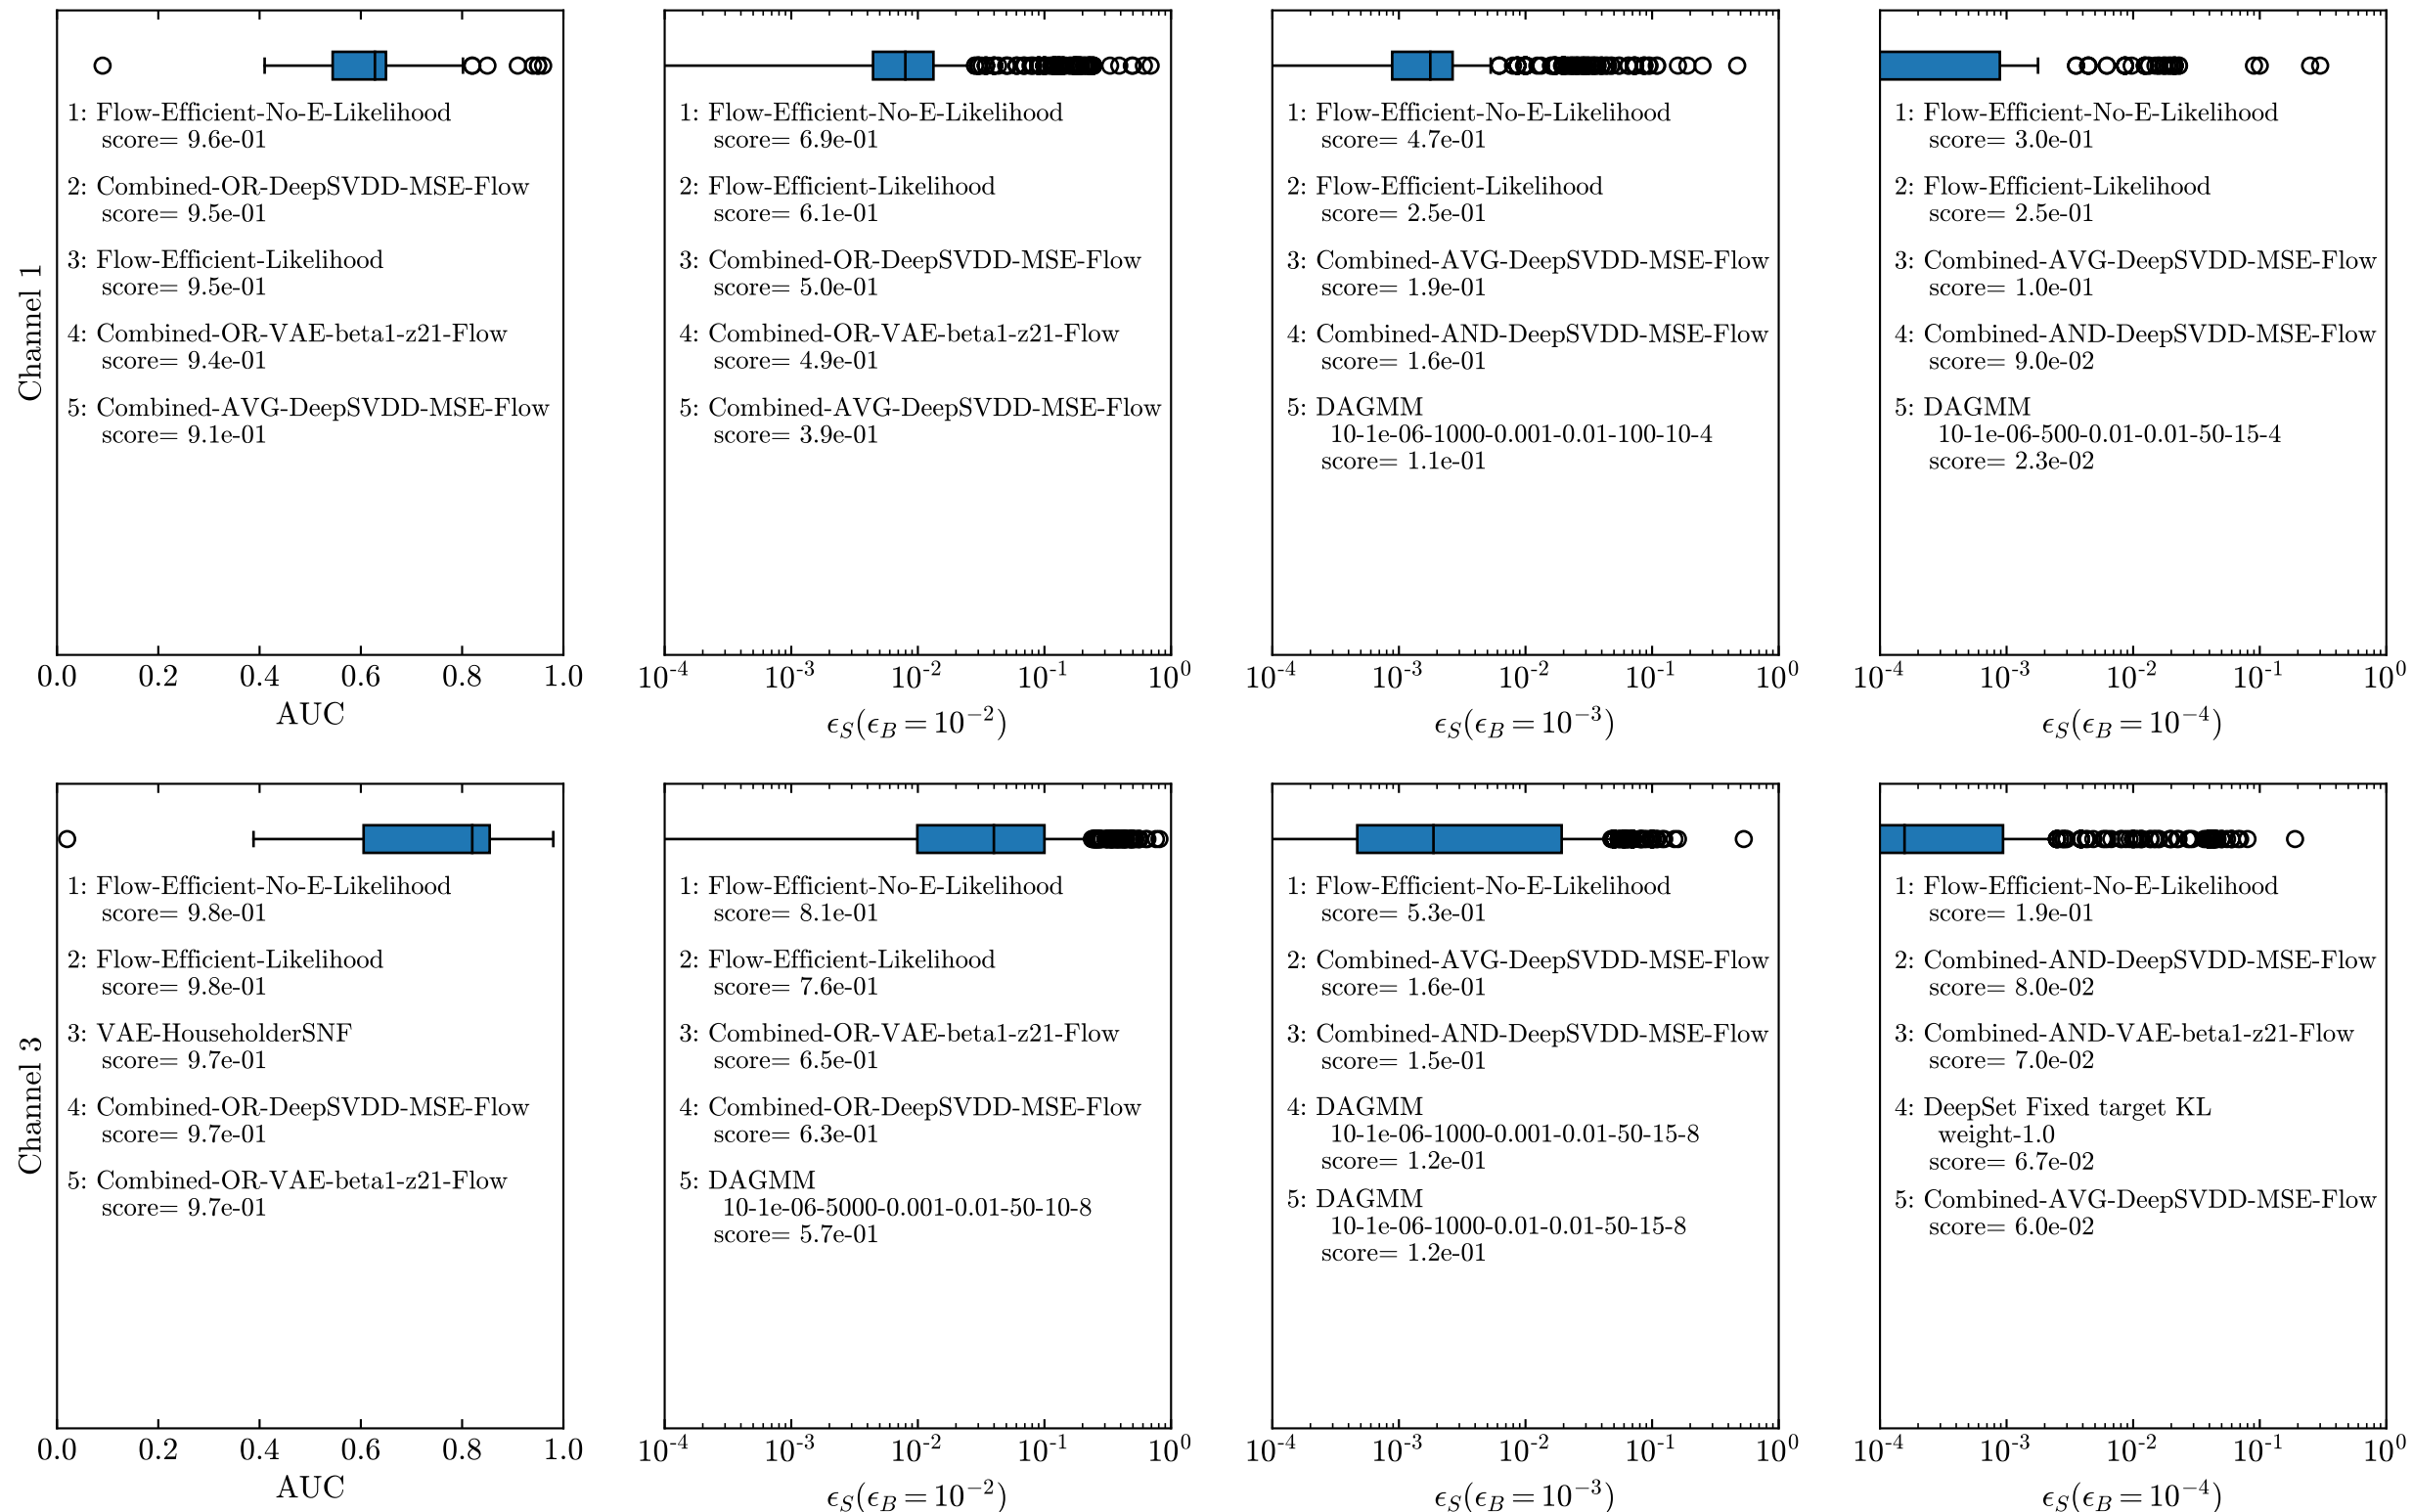 Channel 1
1: Flow-Efficient-No-E-Likelihood
score= 9.6e-01
2: Combined-OR-DeepSVDD-MSE-Flow
score= 9.5e-01
3: Flow-Efficient-Likelihood
score= 9.5e-01
4: Combined-OR-VAE-beta1-z21-Flow
score= 9.4e-01
5: Combined-AVG-DeepSVDD-MSE-Flow
score= 9.1e-01
0.0 0.2 0.4 0.6 0.8 1.0
AUC
1: Flow-Efficient-No-E-Likelihood
score= 6.9e-01
2: Flow-Efficient-Likelihood
score= 6.1e-01
3: Combined-OR-DeepSVDD-MSE-Flow
score= 5.0e-01
4: Combined-OR-VAE-beta1-z21-Flow
score= 4.9e-01
5: Combined-AVG-DeepSVDD-MSE-Flow
score= 3.9e-01
10⁻⁴ 10⁻³ 10⁻² 10⁻¹ 10⁰
ϵ_S(ϵ_B = 10⁻²)
1: Flow-Efficient-No-E-Likelihood
score= 4.7e-01
2: Flow-Efficient-Likelihood
score= 2.5e-01
3: Combined-AVG-DeepSVDD-MSE-Flow
score= 1.9e-01
4: Combined-AND-DeepSVDD-MSE-Flow
score= 1.6e-01
5: DAGMM
10-1e-06-1000-0.001-0.01-100-10-4
score= 1.1e-01
10⁻⁴ 10⁻³ 10⁻² 10⁻¹ 10⁰
ϵ_S(ϵ_B = 10⁻³)
1: Flow-Efficient-No-E-Likelihood
score= 3.0e-01
2: Flow-Efficient-Likelihood
score= 2.5e-01
3: Combined-AVG-DeepSVDD-MSE-Flow
score= 1.0e-01
4: Combined-AND-DeepSVDD-MSE-Flow
score= 9.0e-02
5: DAGMM
10-1e-06-500-0.01-0.01-50-15-4
score= 2.3e-02
10⁻⁴ 10⁻³ 10⁻² 10⁻¹ 10⁰
ϵ_S(ϵ_B = 10⁻⁴)
Channel 3
1: Flow-Efficient-No-E-Likelihood
score= 9.8e-01
2: Flow-Efficient-Likelihood
score= 9.8e-01
3: VAE-HouseholderSNF
score= 9.7e-01
4: Combined-OR-DeepSVDD-MSE-Flow
score= 9.7e-01
5: Combined-OR-VAE-beta1-z21-Flow
score= 9.7e-01
0.0 0.2 0.4 0.6 0.8 1.0
AUC
1: Flow-Efficient-No-E-Likelihood
score= 8.1e-01
2: Flow-Efficient-Likelihood
score= 7.6e-01
3: Combined-OR-VAE-beta1-z21-Flow
score= 6.5e-01
4: Combined-OR-DeepSVDD-MSE-Flow
score= 6.3e-01
5: DAGMM
10-1e-06-5000-0.001-0.01-50-10-8
score= 5.7e-01
10⁻⁴ 10⁻³ 10⁻² 10⁻¹ 10⁰
ϵ_S(ϵ_B = 10⁻²)
1: Flow-Efficient-No-E-Likelihood
score= 5.3e-01
2: Combined-AVG-DeepSVDD-MSE-Flow
score= 1.6e-01
3: Combined-AND-DeepSVDD-MSE-Flow
score= 1.5e-01
4: DAGMM
10-1e-06-1000-0.001-0.01-50-15-8
score= 1.2e-01
5: DAGMM
10-1e-06-1000-0.01-0.01-50-15-8
score= 1.2e-01
10⁻⁴ 10⁻³ 10⁻² 10⁻¹ 10⁰
ϵ_S(ϵ_B = 10⁻³)
1: Flow-Efficient-No-E-Likelihood
score= 1.9e-01
2: Combined-AND-DeepSVDD-MSE-Flow
score= 8.0e-02
3: Combined-AND-VAE-beta1-z21-Flow
score= 7.0e-02
4: DeepSet Fixed target KL
weight-1.0
score= 6.7e-02
5: Combined-AVG-DeepSVDD-MSE-Flow
score= 6.0e-02
10⁻⁴ 10⁻³ 10⁻² 10⁻¹ 10⁰
ϵ_S(ϵ_B = 10⁻⁴)